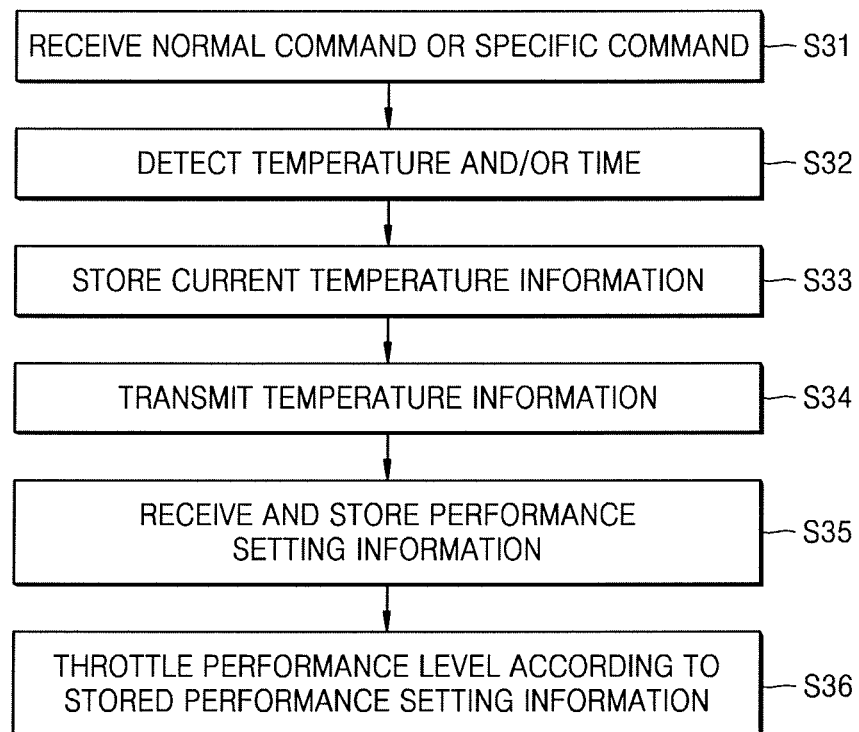 RECEIVE NORMAL COMMAND OR SPECIFIC COMMAND S31
DETECT TEMPERATURE AND/OR TIME S32
STORE CURRENT TEMPERATURE INFORMATION S33
TRANSMIT TEMPERATURE INFORMATION S34
RECEIVE AND STORE PERFORMANCE
SETTING INFORMATION S35
THROTTLE PERFORMANCE LEVEL ACCORDING TO
STORED PERFORMANCE SETTING INFORMATION S36